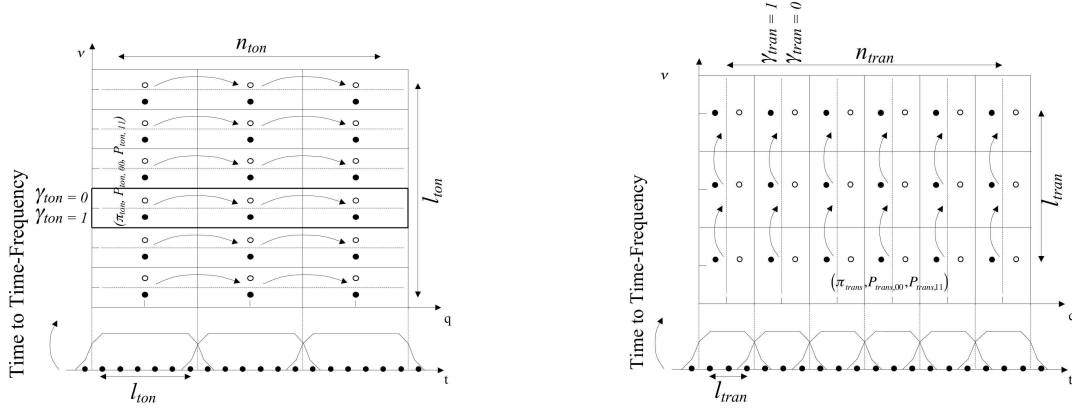 n_ton
ν
(π_ton, P_ton, 00, P_ton, 11)
l_ton
γ_ton = 0
γ_ton = 1
Time to Time-Frequency
q
t
l_ton
γ_tran = 1
γ_tran = 0
n_tran
ν
l_tran
(π_trans, P_trans,00, P_trans,11)
Time to Time-Frequency
q
t
l_tran